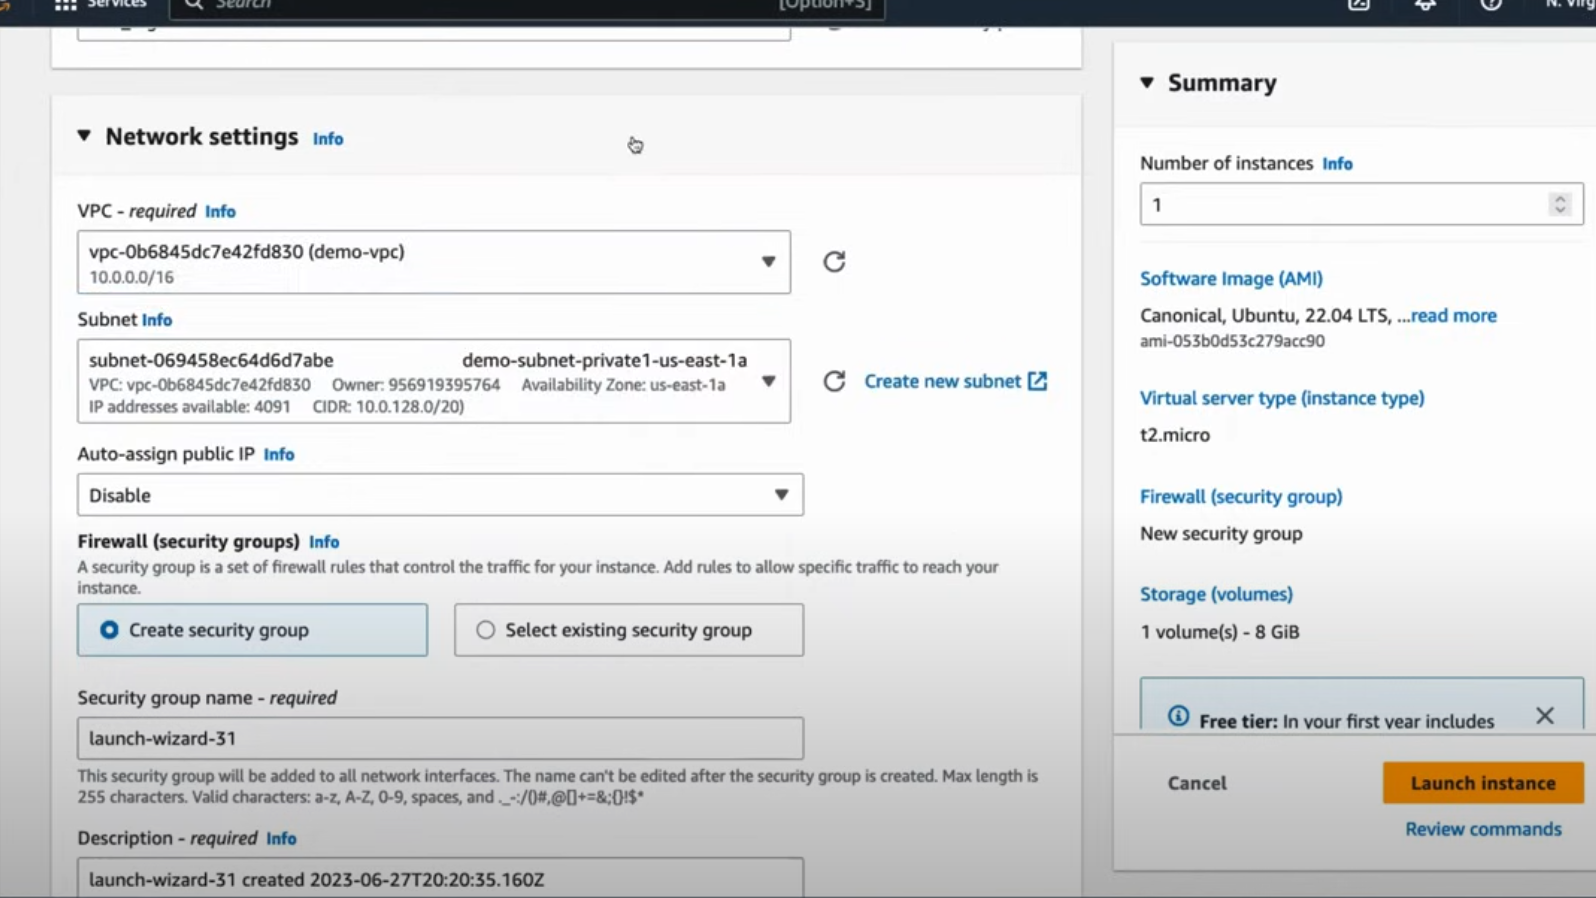 Services
Search
[Option+S]
N. Virg
Network settings Info
VPC - required Info
vpc-0b6845dc7e42fd830 (demo-vpc)
10.0.0.0/16
Subnet Info
subnet-069458ec64d6d7abe demo-subnet-private1-us-east-1a
VPC: vpc-0b6845dc7e42fd830 Owner: 956919395764 Availability Zone: us-east-1a
IP addresses available: 4091 CIDR: 10.0.128.0/20)
Create new subnet
Auto-assign public IP Info
Disable
Firewall (security groups) Info
A security group is a set of firewall rules that control the traffic for your instance. Add rules to allow specific traffic to reach your
instance.
Create security group
Select existing security group
Security group name - required
launch-wizard-31
This security group will be added to all network interfaces. The name can't be edited after the security group is created. Max length is
255 characters. Valid characters: a-z, A-Z, 0-9, spaces, and ._-:/()#,@[]+=&;{}!$*
Description - required Info
launch-wizard-31 created 2023-06-27T20:20:35.160Z
Summary
Number of instances Info
1
Software Image (AMI)
Canonical, Ubuntu, 22.04 LTS, ...read more
ami-053b0d53c279acc90
Virtual server type (instance type)
t2.micro
Firewall (security group)
New security group
Storage (volumes)
1 volume(s) - 8 GiB
Free tier: In your first year includes
Cancel
Launch instance
Review commands